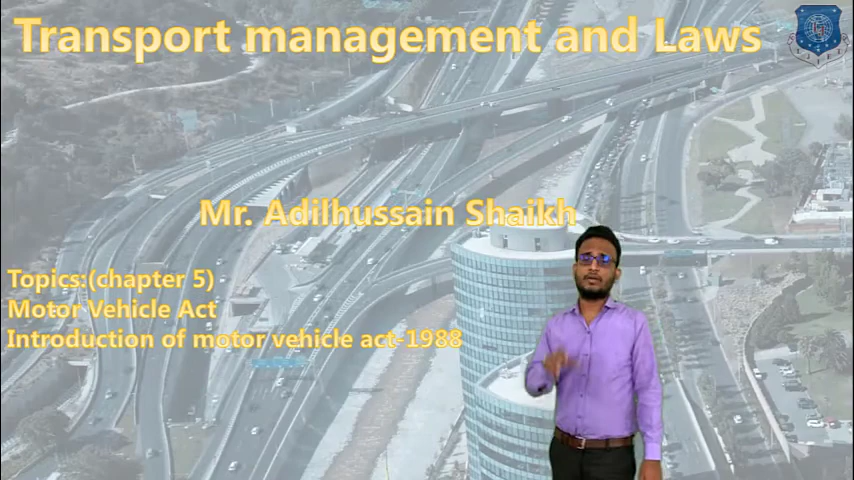 Transport management and Laws
Mr. Adilhussain Shaikh
Topics:(chapter 5)
Motor Vehicle Act
Introduction of motor vehicle act-1988